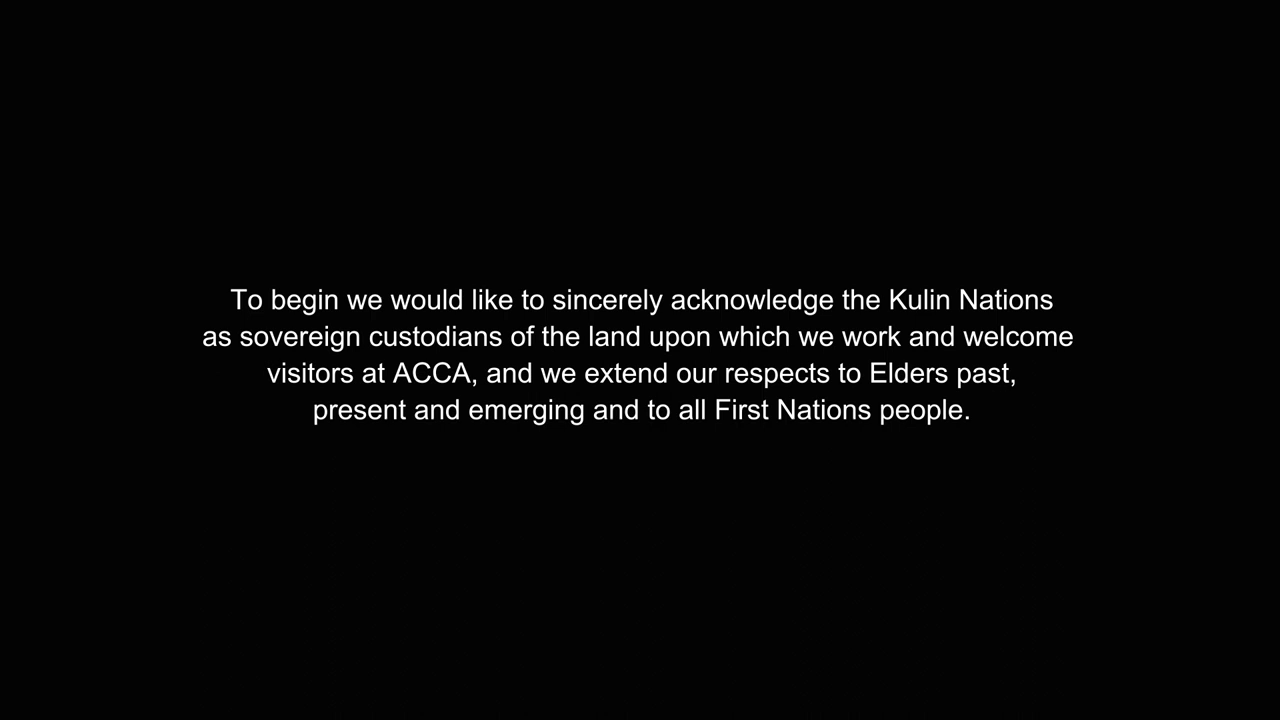 To begin we would like to sincerely acknowledge the Kulin Nations
as sovereign custodians of the land upon which we work and welcome
visitors at ACCA, and we extend our respects to Elders past,
present and emerging and to all First Nations people.